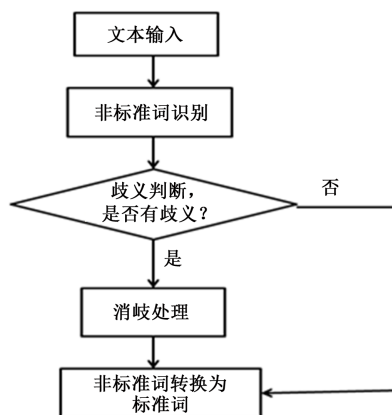 文本输入
非标准词识别
歧义判断，
是否有歧义？
否
是
消岐处理
非标准词转换为
标准词